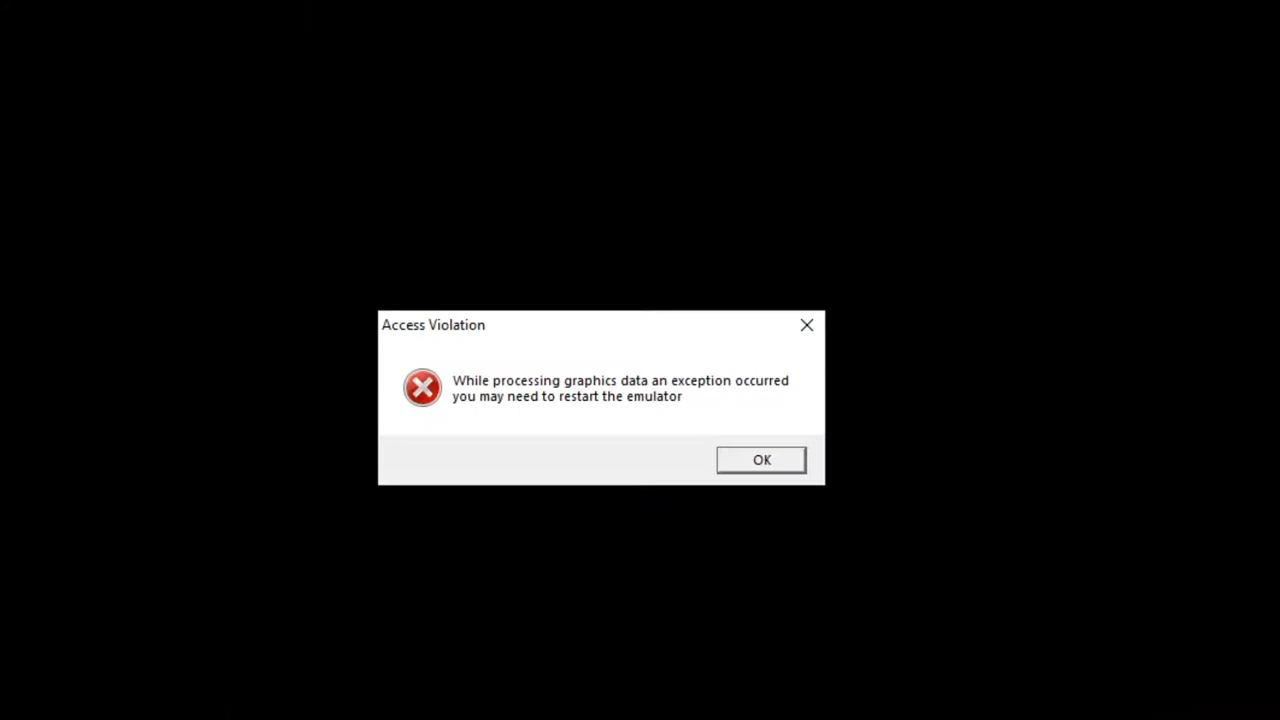 Access Violation
While processing graphics data an exception occurred
you may need to restart the emulator
OK